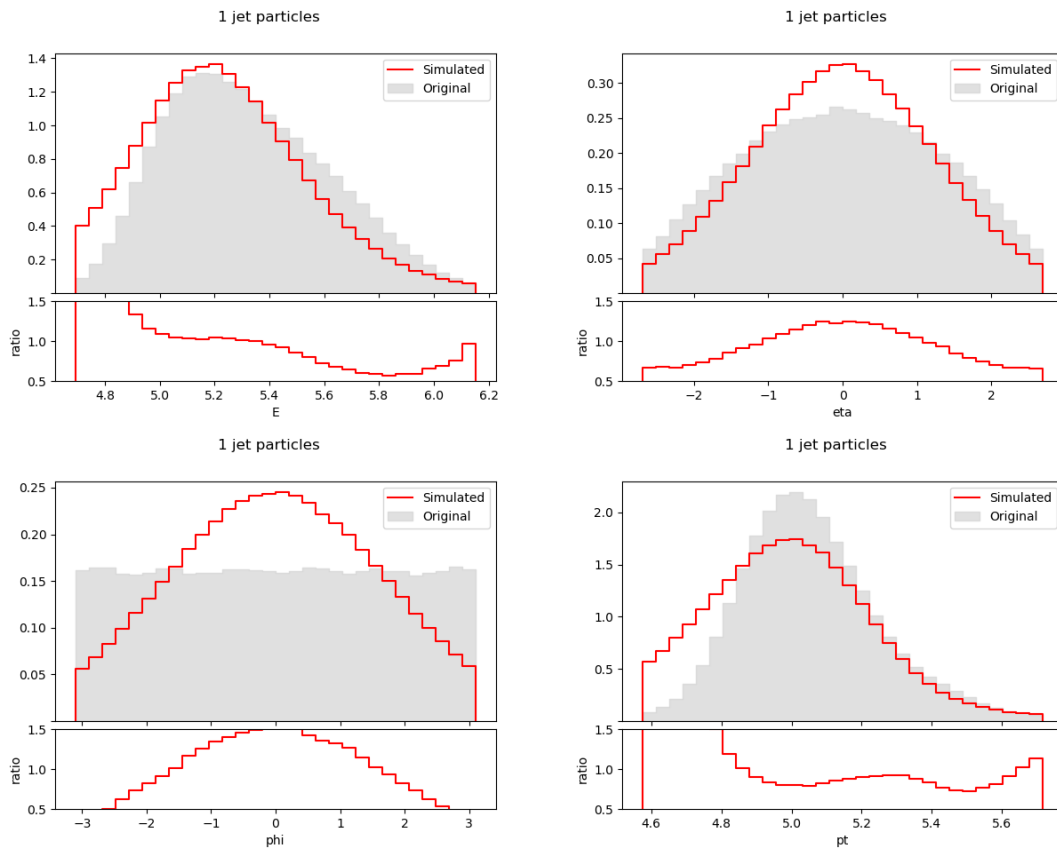 1 jet particles
1.4
1.2
1.0
0.8
0.6
0.4
0.2
Simulated
Original
1.5
1.0
0.5
ratio
4.8 5.0 5.2 5.4 5.6 5.8 6.0 6.2
E
1 jet particles
0.30
0.25
0.20
0.15
0.10
0.05
Simulated
Original
1.5
1.0
0.5
ratio
−2 −1 0 1 2
eta
1 jet particles
0.25
0.20
0.15
0.10
0.05
Simulated
Original
1.5
1.0
0.5
ratio
−3 −2 −1 0 1 2 3
phi
1 jet particles
2.0
1.5
1.0
0.5
Simulated
Original
1.5
1.0
0.5
ratio
4.6 4.8 5.0 5.2 5.4 5.6
pt